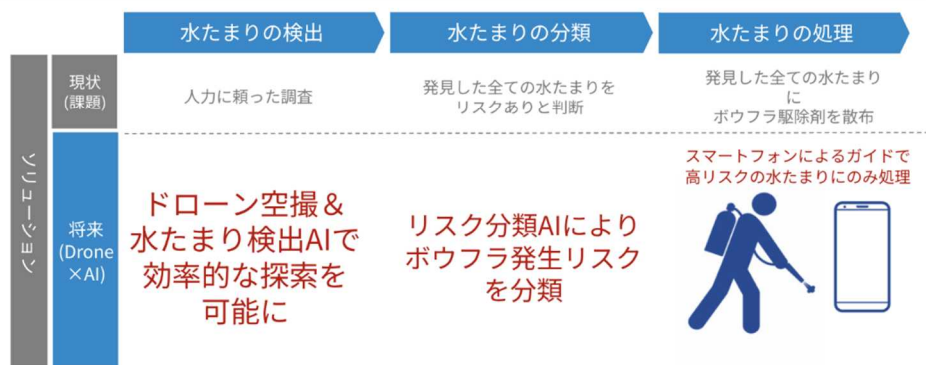 水たまりの検出
水たまりの分類
水たまりの処理
ソリューション
現状
(課題)
人力に頼った調査
発見した全ての水たまりを
リスクありと判断
発見した全ての水たまり
に
ボウフラ駆除剤を散布
将来
(Drone
×AI)
ドローン空撮&
水たまり検出AIで
効率的な探索を
可能に
リスク分類AIにより
ボウフラ発生リスク
を分類
スマートフォンによるガイドで
高リスクの水たまりにのみ処理